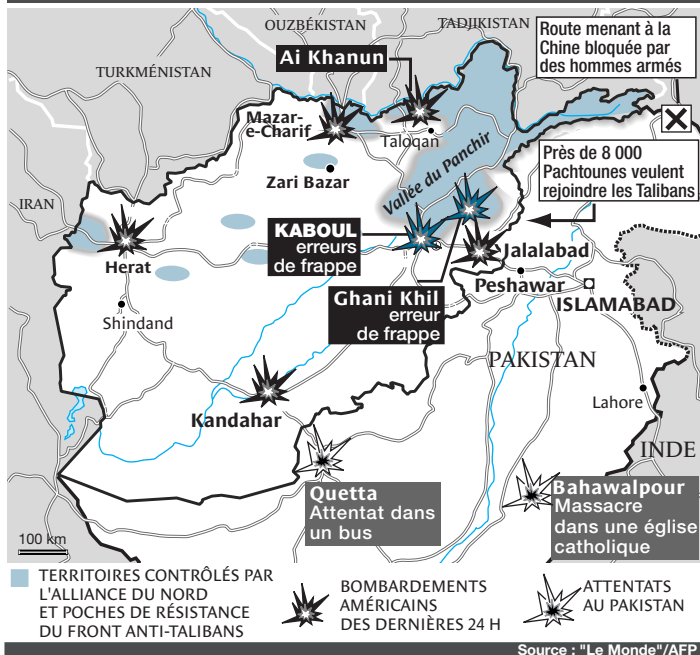 OUZBÉKISTAN
TADJIKISTAN
TURKMÉNISTAN
Ai Khanun
Route menant à la
Chine bloquée par
des hommes armés
Mazar-
e-Charif
Taloqan
Vallée du Panchir
Zari Bazar
Près de 8 000
Pachtounes veulent
rejoindre les Talibans
IRAN
KABOUL
erreurs
de frappe
Herat
Jalalabad
Peshawar
ISLAMABAD
Ghani Khil
erreur
de frappe
Shindand
PAKISTAN
Lahore
Kandahar
INDE
Quetta
Attentat dans
un bus
Bahawalpour
Massacre
dans une église
catholique
100 km
TERRITOIRES CONTRÔLÉS PAR
L'ALLIANCE DU NORD
ET POCHES DE RÉSISTANCE
DU FRONT ANTI-TALIBANS
BOMBARDEMENTS
AMÉRICAINS
DES DERNIÈRES 24 H
ATTENTATS
AU PAKISTAN
Source : "Le Monde"/AFP